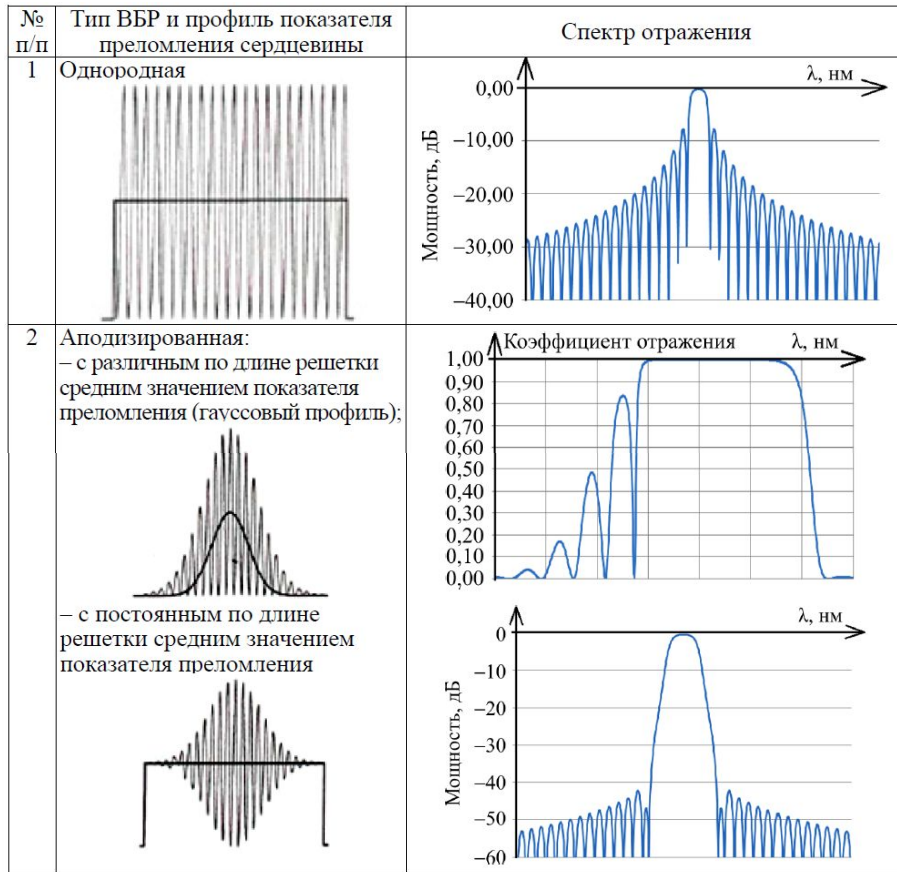 № п/п
Тип ВБР и профиль показателя
преломления сердцевины
Спектр отражения
1
Однородная
λ, нм
Мощность, дБ
0,00
–10,00
–20,00
–30,00
–40,00
2
Аподизированная:
– с различным по длине решетки
средним значением показателя
преломления (гауссовый профиль);
Коэффициент отражения
λ, нм
1,00
0,90
0,80
0,70
0,60
0,50
0,40
0,30
0,20
0,10
0,00
– с постоянным по длине
решетки средним значением
показателя преломления
λ, нм
Мощность, дБ
0
–10
–20
–30
–40
–50
–60